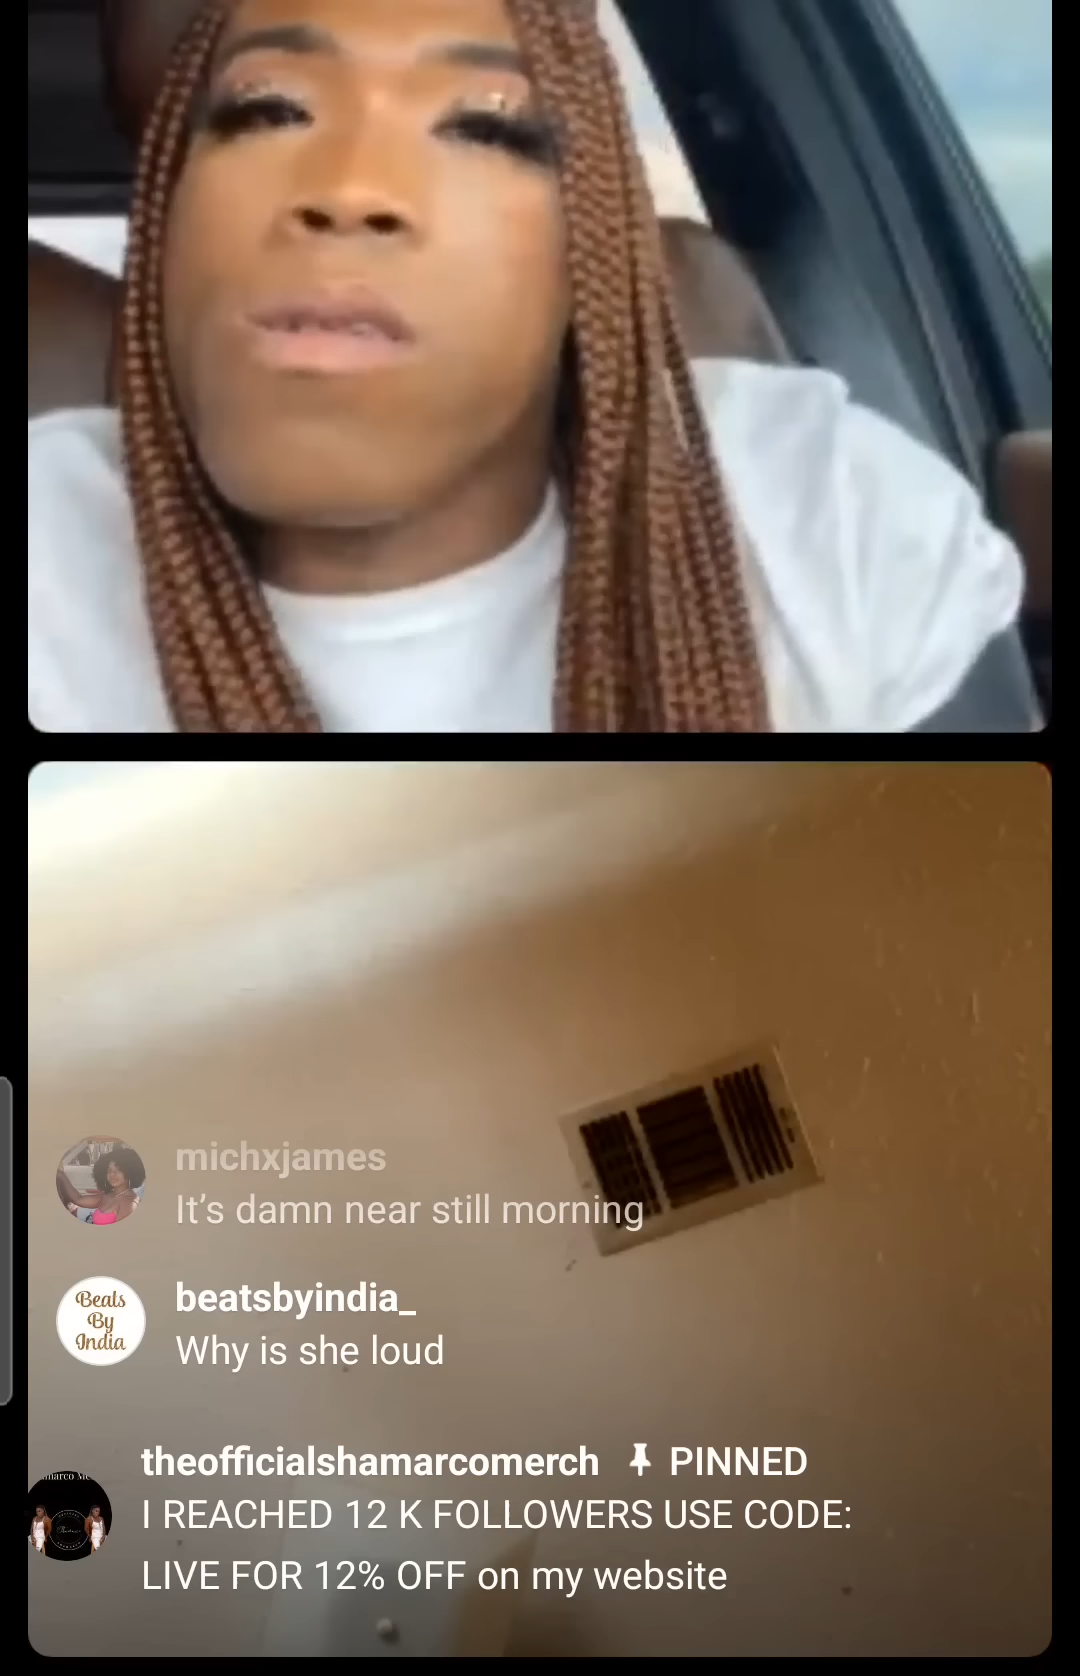 michxjames
It's damn near still morning
Beats
By
India
beatsbyindia_
Why is she loud
theofficialshamarcomerch PINNED
I REACHED 12 K FOLLOWERS USE CODE:
LIVE FOR 12% OFF on my website